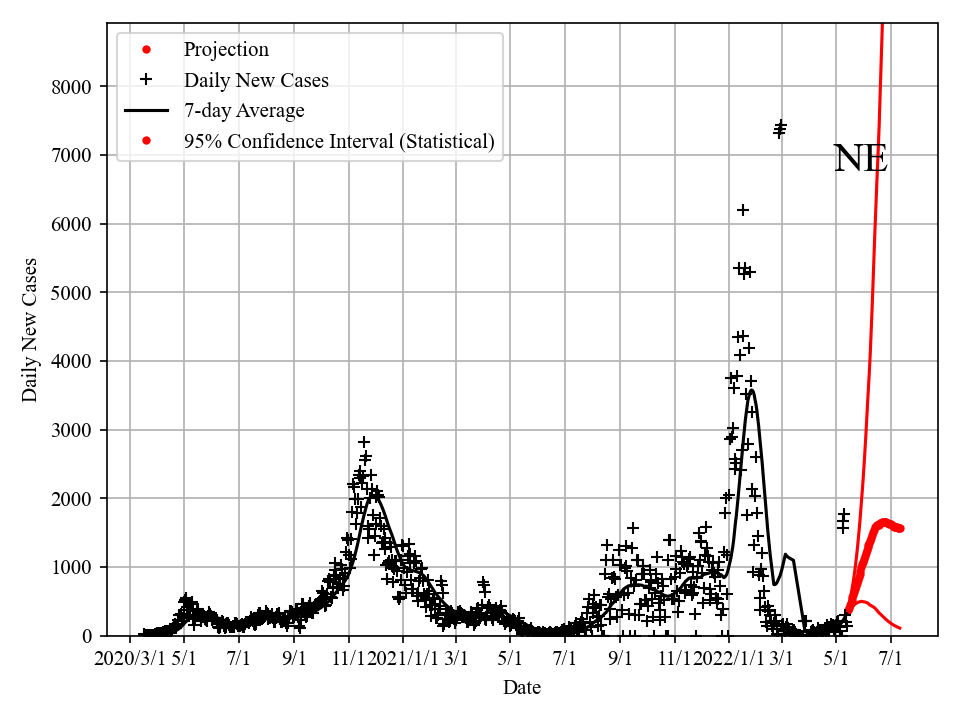 Projection
Daily New Cases
7-day Average
95% Confidence Interval (Statistical)
NE
Daily New Cases
8000
7000
6000
5000
4000
3000
2000
1000
0
2020/3/1 5/1 7/1 9/1 11/1 2021/1/1 3/1 5/1 7/1 9/1 11/1 2022/1/1 3/1 5/1 7/1
Date